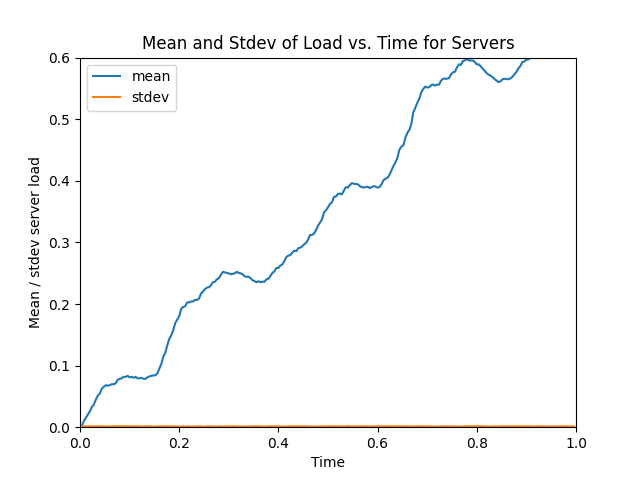 Mean and Stdev of Load vs. Time for Servers
mean
stdev
Mean / stdev server load
0.6
0.5
0.4
0.3
0.2
0.1
0.0
0.0 0.2 0.4 0.6 0.8 1.0
Time